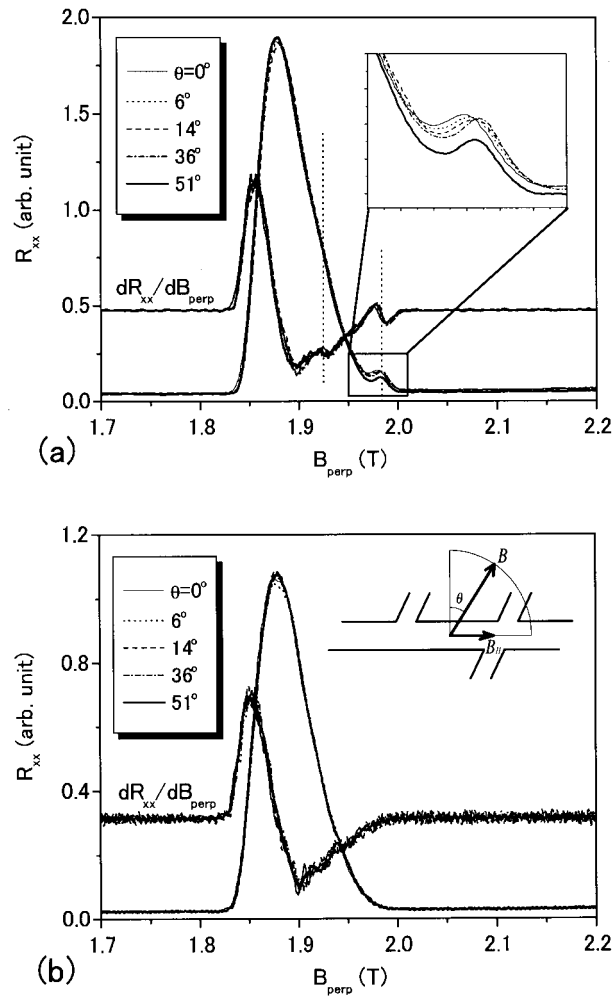 2.0
θ=0°
6°
14°
36°
51°
1.5
1.0
R_xx (arb. unit)
dR_xx/dB_perp
0.5
0.0
1.7
1.8
1.9
2.0
2.1
2.2
(a)
B_perp (T)
1.2
θ=0°
6°
14°
36°
51°
B
θ
B_||
0.8
R_xx (arb. unit)
dR_xx/dB_perp
0.4
0.0
1.7
1.8
1.9
2.0
2.1
2.2
(b)
B_perp (T)